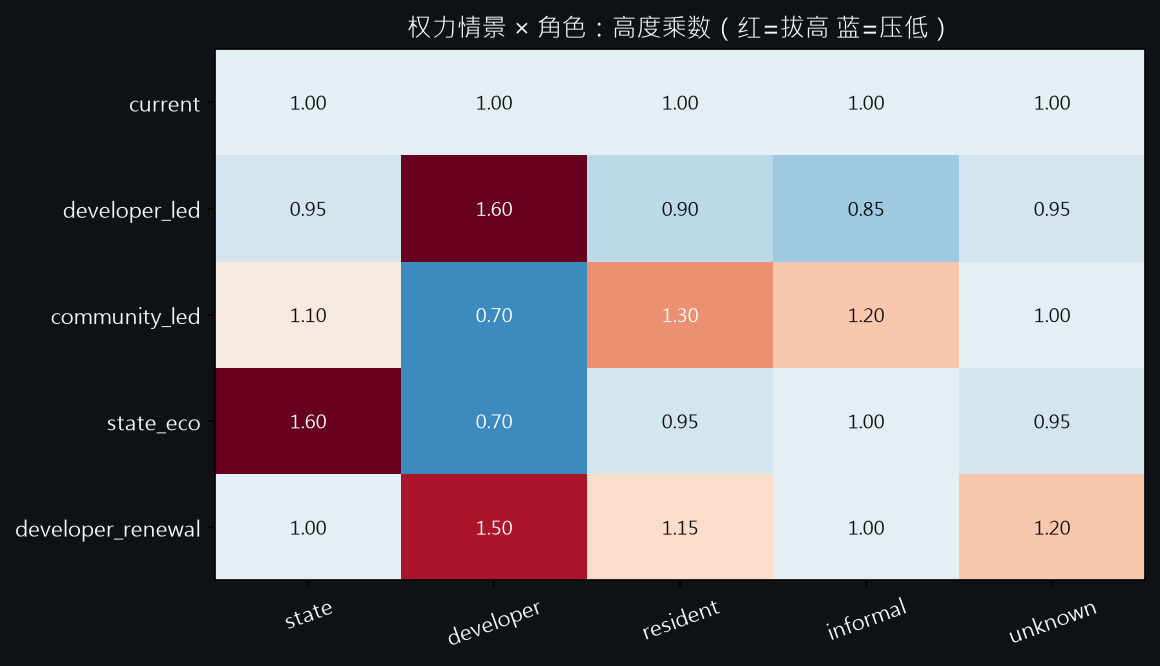 权力情景 × 角色：高度乘数（红=拔高 蓝=压低）
current 1.00 1.00 1.00 1.00 1.00
developer_led 0.95 1.60 0.90 0.85 0.95
community_led 1.10 0.70 1.30 1.20 1.00
state_eco 1.60 0.70 0.95 1.00 0.95
developer_renewal 1.00 1.50 1.15 1.00 1.20
state developer resident informal unknown